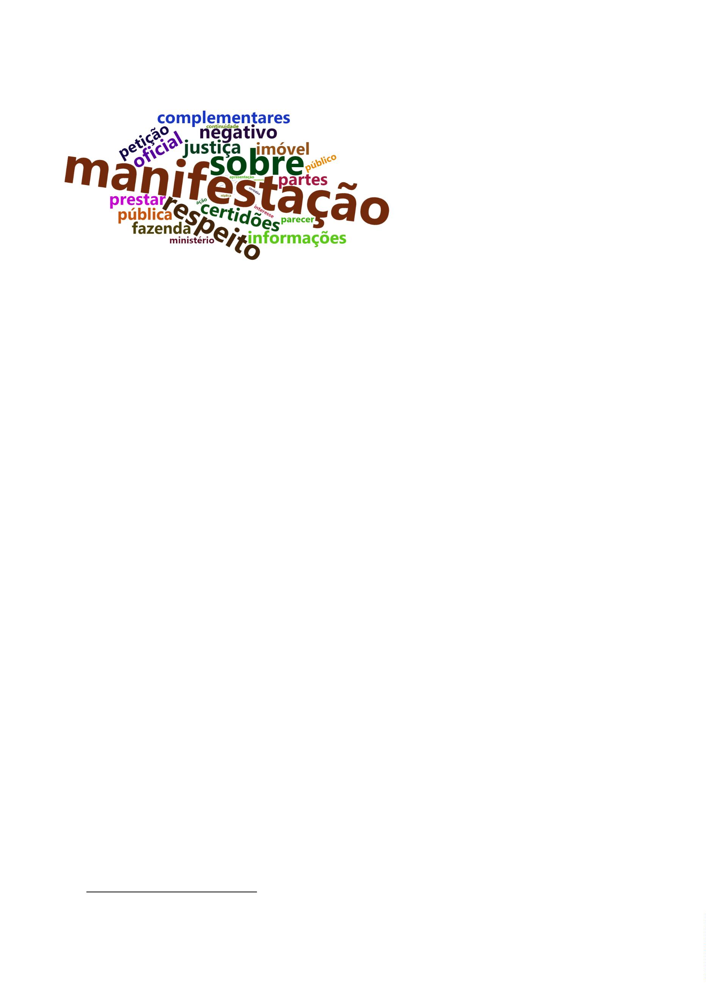 complementares
continuidade
negativo
petição
oficial
justiça
imóvel
sobre
público
manifestação
apresentação
partes
certidão
réplica
prestar
respeito
ação
certidões
interesse
pública
parecer
fazenda
informações
ministério